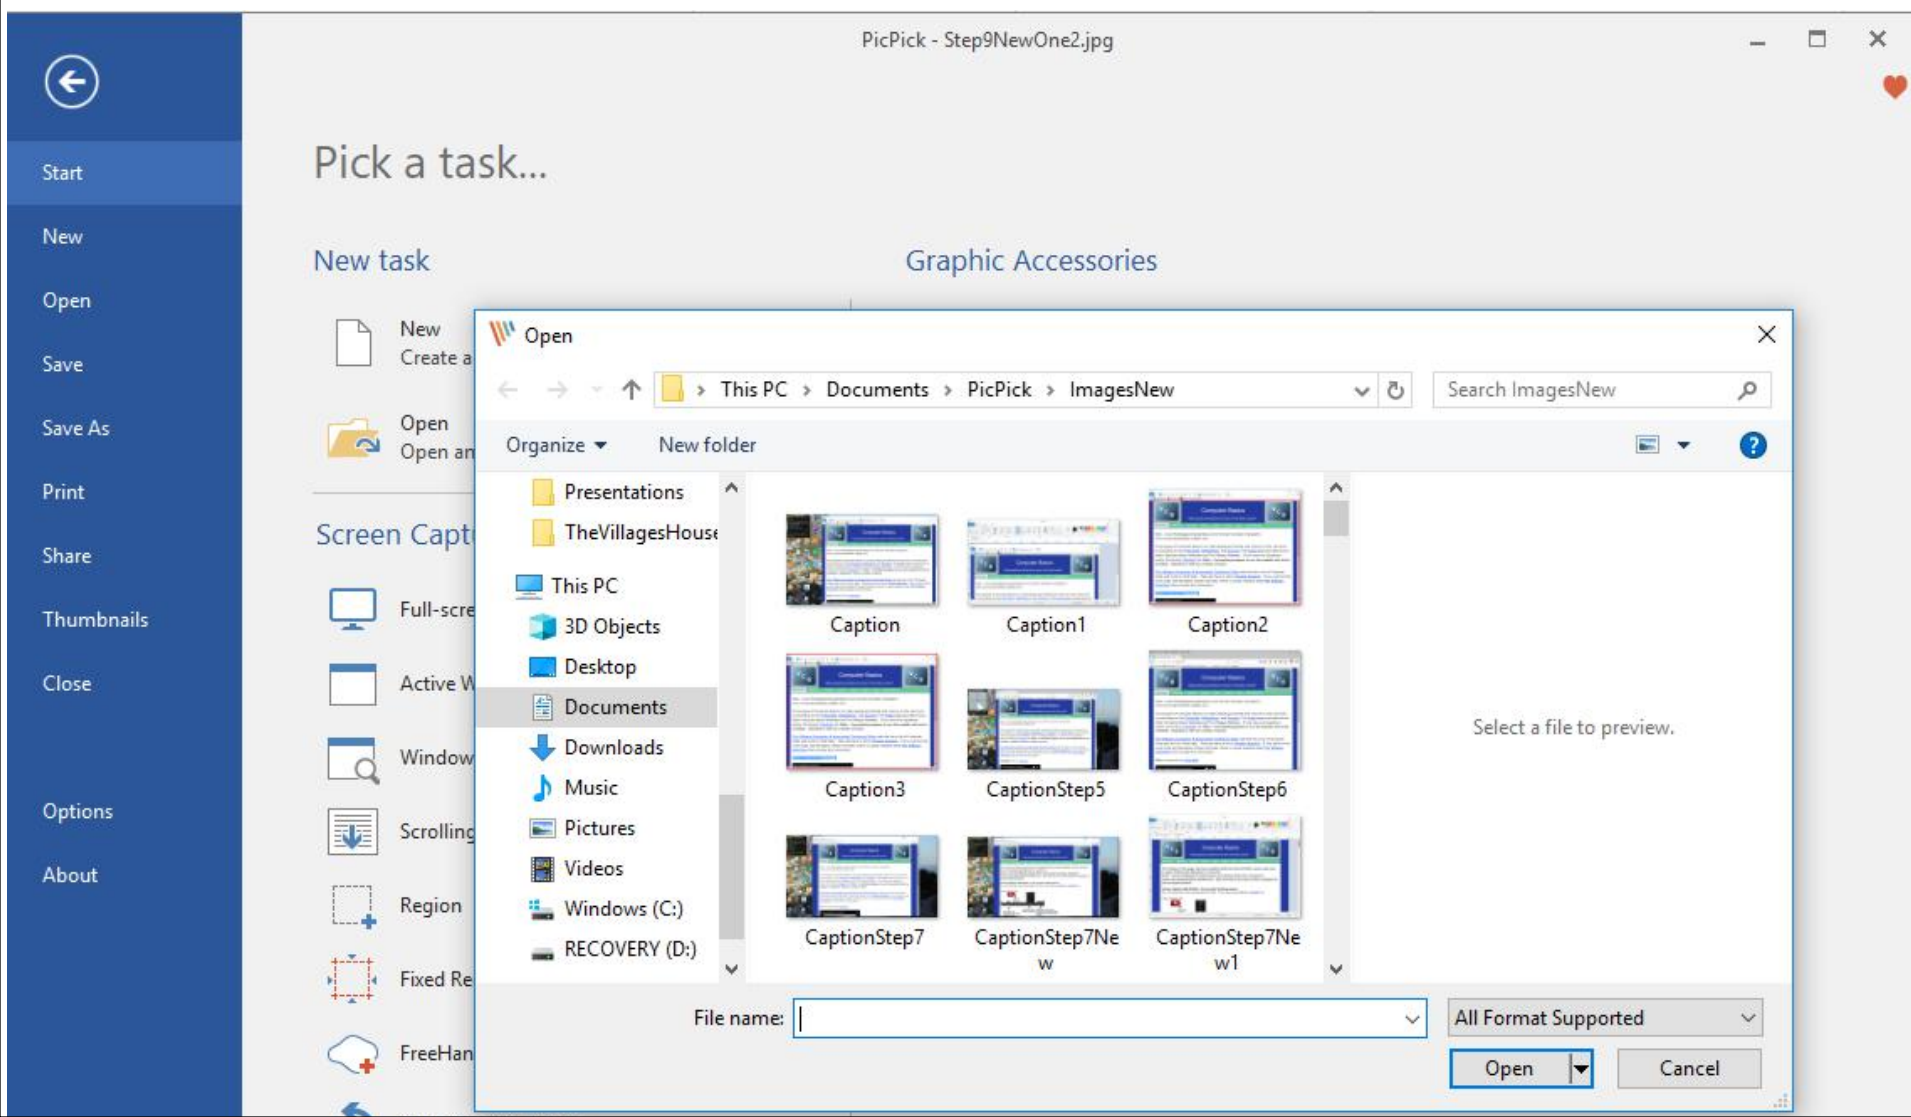 PicPick - Step9NewOne2.jpg
Start
New
Open
Save
Save As
Print
Share
Thumbnails
Close
Options
About
Pick a task...
New task
Graphic Accessories
New
Create a
Open
Open an
Screen Capt
Full-scre
Active W
Window
Scrolling
Region
Fixed Re
FreeHan
Open
This PC > Documents > PicPick > ImagesNew
Search ImagesNew
Organize
New folder
Presentations
TheVillagesHouse
This PC
3D Objects
Desktop
Documents
Downloads
Music
Pictures
Videos
Windows (C:)
RECOVERY (D:)
Caption
Caption1
Caption2
Caption3
CaptionStep5
CaptionStep6
CaptionStep7
CaptionStep7Ne
w
CaptionStep7Ne
w1
Select a file to preview.
File name:
All Format Supported
Open
Cancel